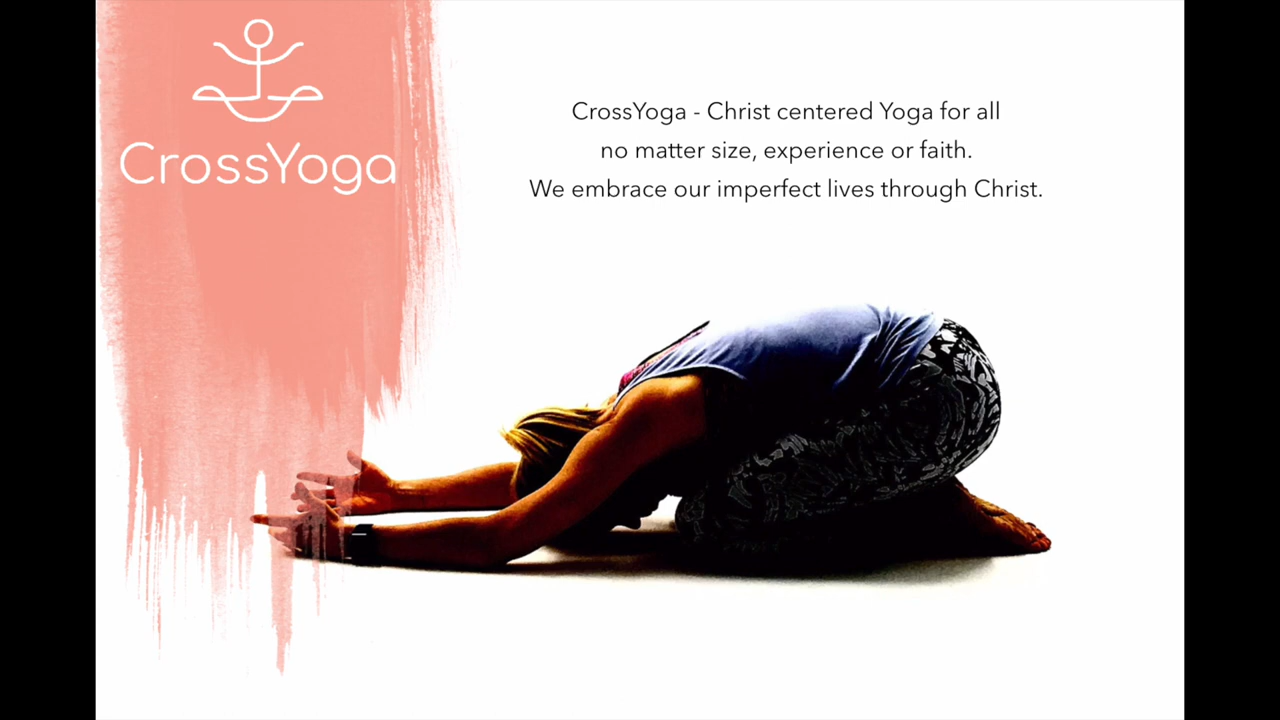 CrossYoga
CrossYoga - Christ centered Yoga for all
no matter size, experience or faith.
We embrace our imperfect lives through Christ.